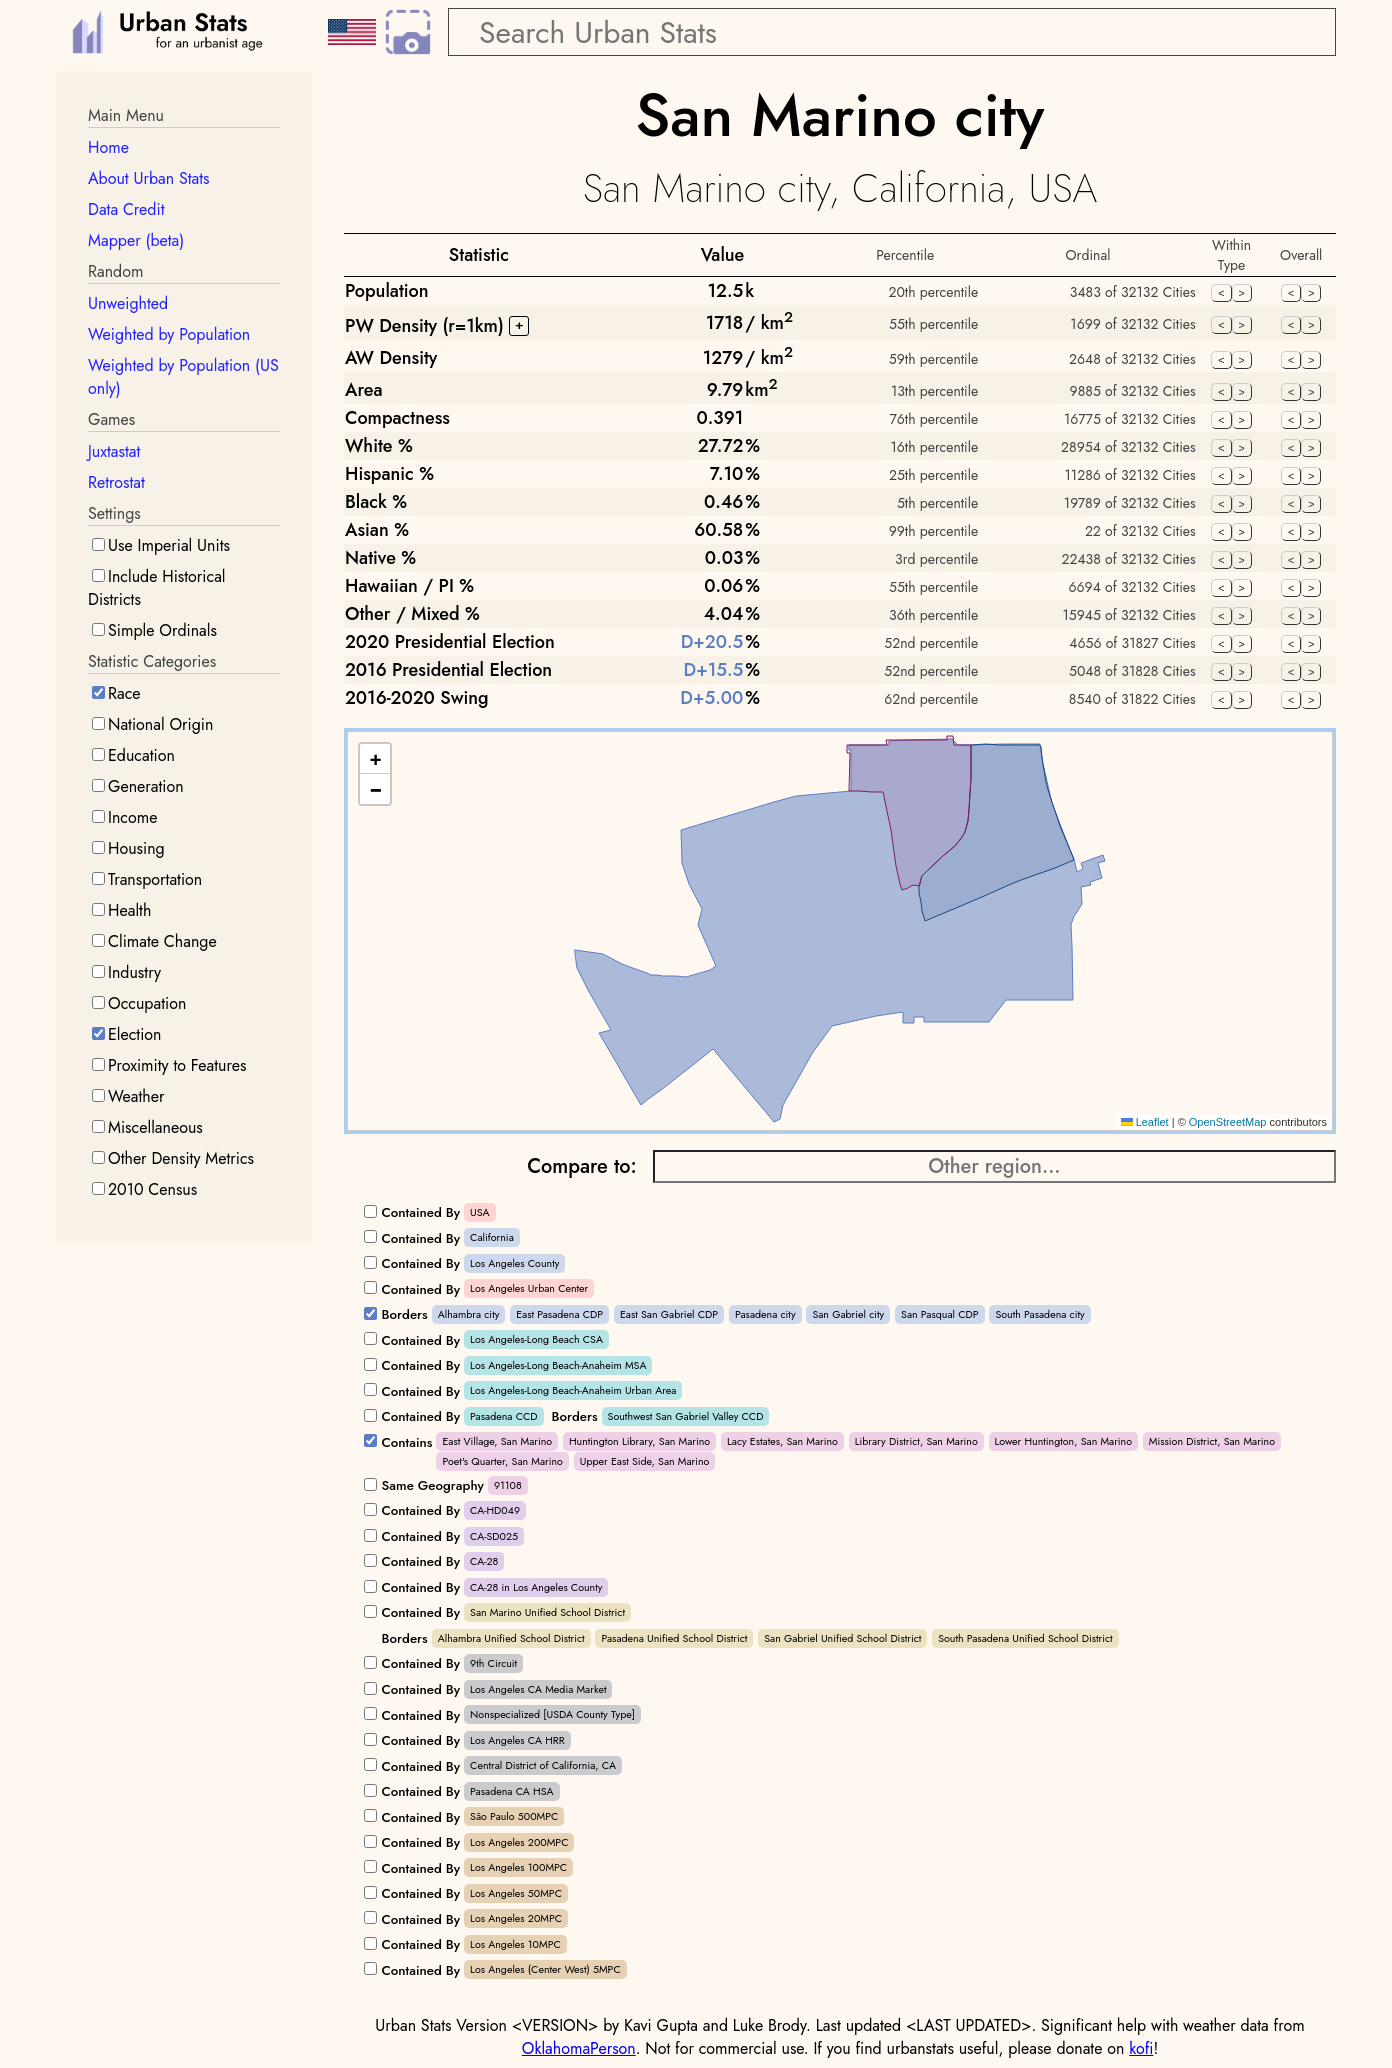 Urban Stats
for an urbanist age
Search Urban Stats
Main Menu
Home
About Urban Stats
Data Credit
Mapper (beta)
Random
Unweighted
Weighted by Population
Weighted by Population (US
only)
Games
Juxtastat
Retrostat
Settings
Use Imperial Units
Include Historical
Districts
Simple Ordinals
Statistic Categories
Race
National Origin
Education
Generation
Income
Housing
Transportation
Health
Climate Change
Industry
Occupation
Election
Proximity to Features
Weather
Miscellaneous
Other Density Metrics
2010 Census
San Marino city
San Marino city, California, USA
Statistic Value Percentile Ordinal Within Type Overall
Population 12.5k 20th percentile 3483 of 32132 Cities < > < >
PW Density (r=1km) + 1718 / km² 55th percentile 1699 of 32132 Cities < > < >
AW Density 1279 / km² 59th percentile 2648 of 32132 Cities < > < >
Area 9.79 km² 13th percentile 9885 of 32132 Cities < > < >
Compactness 0.391 76th percentile 16775 of 32132 Cities < > < >
White % 27.72% 16th percentile 28954 of 32132 Cities < > < >
Hispanic % 7.10% 25th percentile 11286 of 32132 Cities < > < >
Black % 0.46% 5th percentile 19789 of 32132 Cities < > < >
Asian % 60.58% 99th percentile 22 of 32132 Cities < > < >
Native % 0.03% 3rd percentile 22438 of 32132 Cities < > < >
Hawaiian / PI % 0.06% 55th percentile 6694 of 32132 Cities < > < >
Other / Mixed % 4.04% 36th percentile 15945 of 32132 Cities < > < >
2020 Presidential Election D+20.5% 52nd percentile 4656 of 31827 Cities < > < >
2016 Presidential Election D+15.5% 52nd percentile 5048 of 31828 Cities < > < >
2016-2020 Swing D+5.00% 62nd percentile 8540 of 31822 Cities < > < >
+
−
Leaflet | © OpenStreetMap contributors
Compare to: Other region...
Contained By USA
Contained By California
Contained By Los Angeles County
Contained By Los Angeles Urban Center
Borders Alhambra city East Pasadena CDP East San Gabriel CDP Pasadena city San Gabriel city San Pasqual CDP South Pasadena city
Contained By Los Angeles-Long Beach CSA
Contained By Los Angeles-Long Beach-Anaheim MSA
Contained By Los Angeles-Long Beach-Anaheim Urban Area
Contained By Pasadena CCD Borders Southwest San Gabriel Valley CCD
Contains East Village, San Marino Huntington Library, San Marino Lacy Estates, San Marino Library District, San Marino Lower Huntington, San Marino Mission District, San Marino
Poet's Quarter, San Marino Upper East Side, San Marino
Same Geography 91108
Contained By CA-HD049
Contained By CA-SD025
Contained By CA-28
Contained By CA-28 in Los Angeles County
Contained By San Marino Unified School District
Borders Alhambra Unified School District Pasadena Unified School District San Gabriel Unified School District South Pasadena Unified School District
Contained By 9th Circuit
Contained By Los Angeles CA Media Market
Contained By Nonspecialized [USDA County Type]
Contained By Los Angeles CA HRR
Contained By Central District of California, CA
Contained By Pasadena CA HSA
Contained By São Paulo 500MPC
Contained By Los Angeles 200MPC
Contained By Los Angeles 100MPC
Contained By Los Angeles 50MPC
Contained By Los Angeles 20MPC
Contained By Los Angeles 10MPC
Contained By Los Angeles (Center West) 5MPC
Urban Stats Version <VERSION> by Kavi Gupta and Luke Brody. Last updated <LAST UPDATED>. Significant help with weather data from
OklahomaPerson. Not for commercial use. If you find urbanstats useful, please donate on kofi!